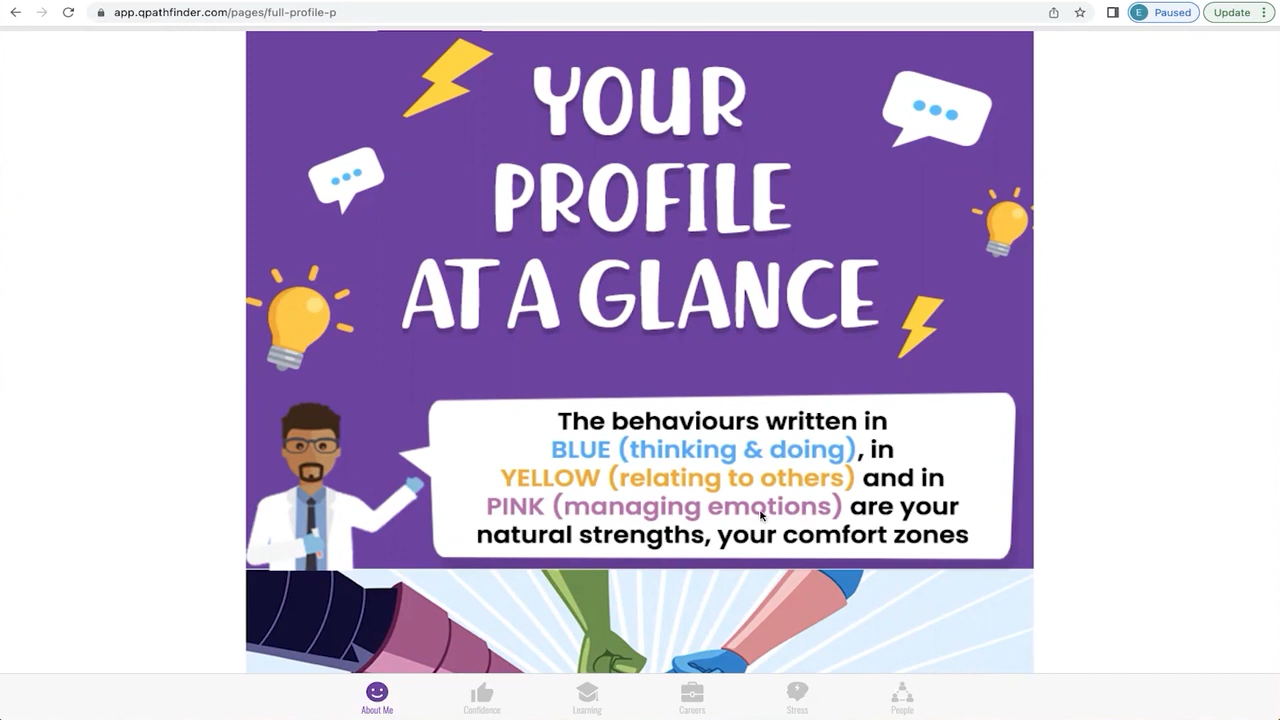 app.qpathfinder.com/pages/full-profile-p
E Paused
Update
YOUR
PROFILE
AT A GLANCE
The behaviours written in
BLUE (thinking & doing), in
YELLOW (relating to others) and in
PINK (managing emotions) are your
natural strengths, your comfort zones
About Me Confidence Learning Careers Stress People